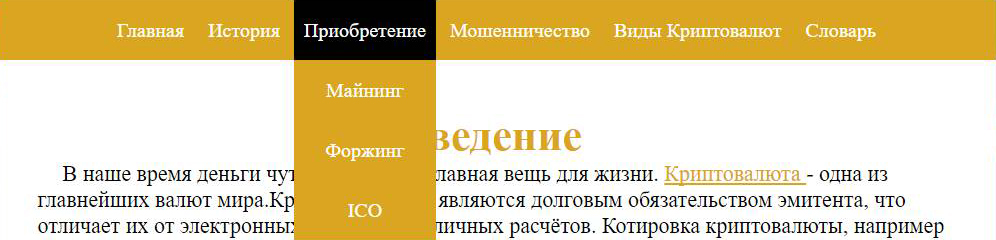 Главная История Приобретение Мошенничество Виды Криптовалют Словарь
Майнинг
Форжинг
ICO
ведение
В наше время деньги чут лавная вещь для жизни. Криптовалюта - одна из
главнейших валют мира.Кр являются долговым обязательством эмитента, что
отличает их от электронных личных расчётов. Котировка криптовалюты, например